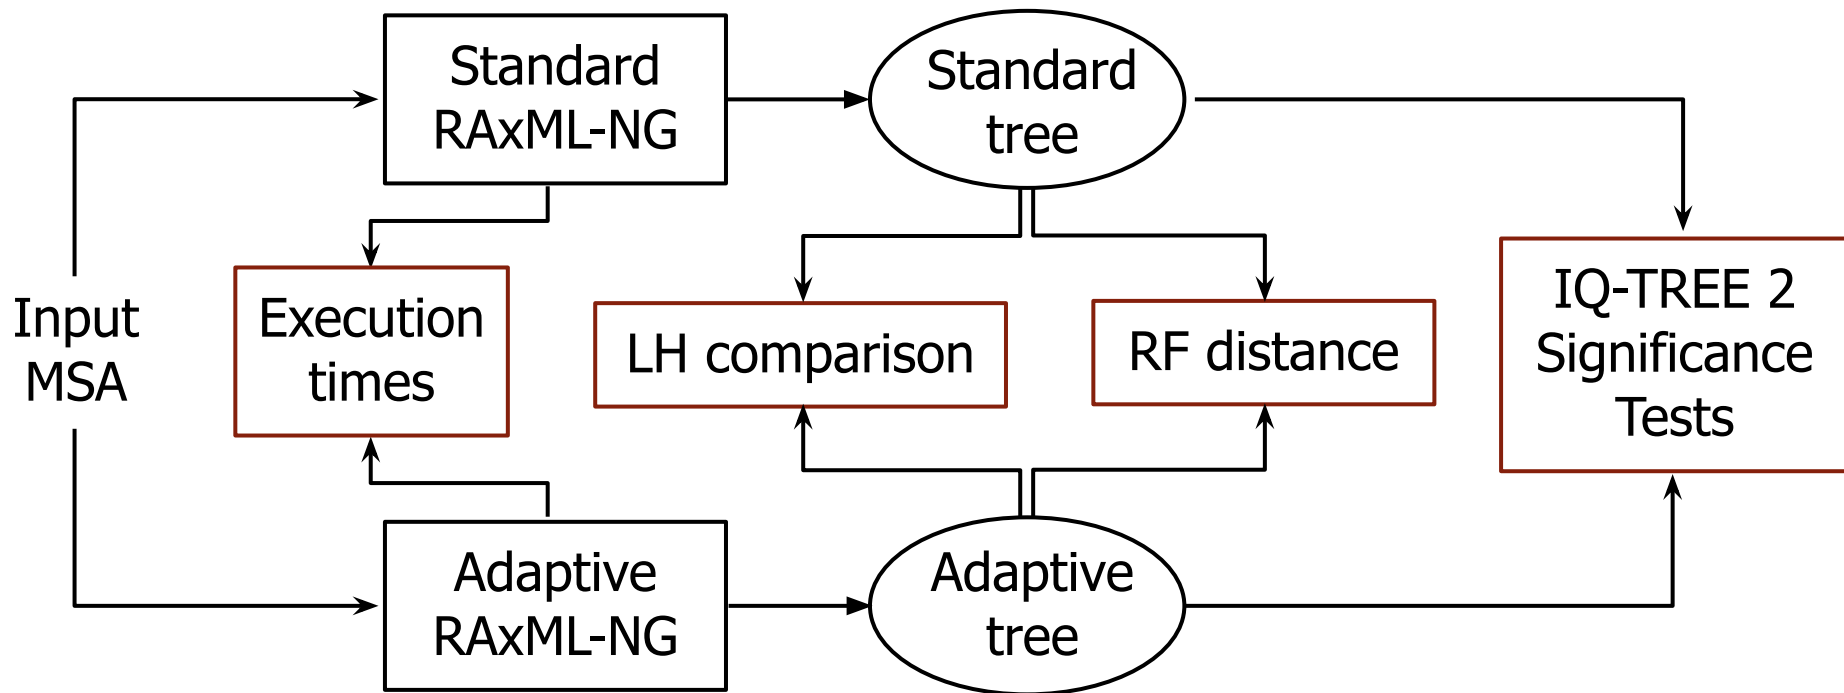 Standard
RAxML-NG
Standard
tree
Input
MSA
Execution
times
LH comparison
RF distance
IQ-TREE 2
Significance
Tests
Adaptive
RAxML-NG
Adaptive
tree